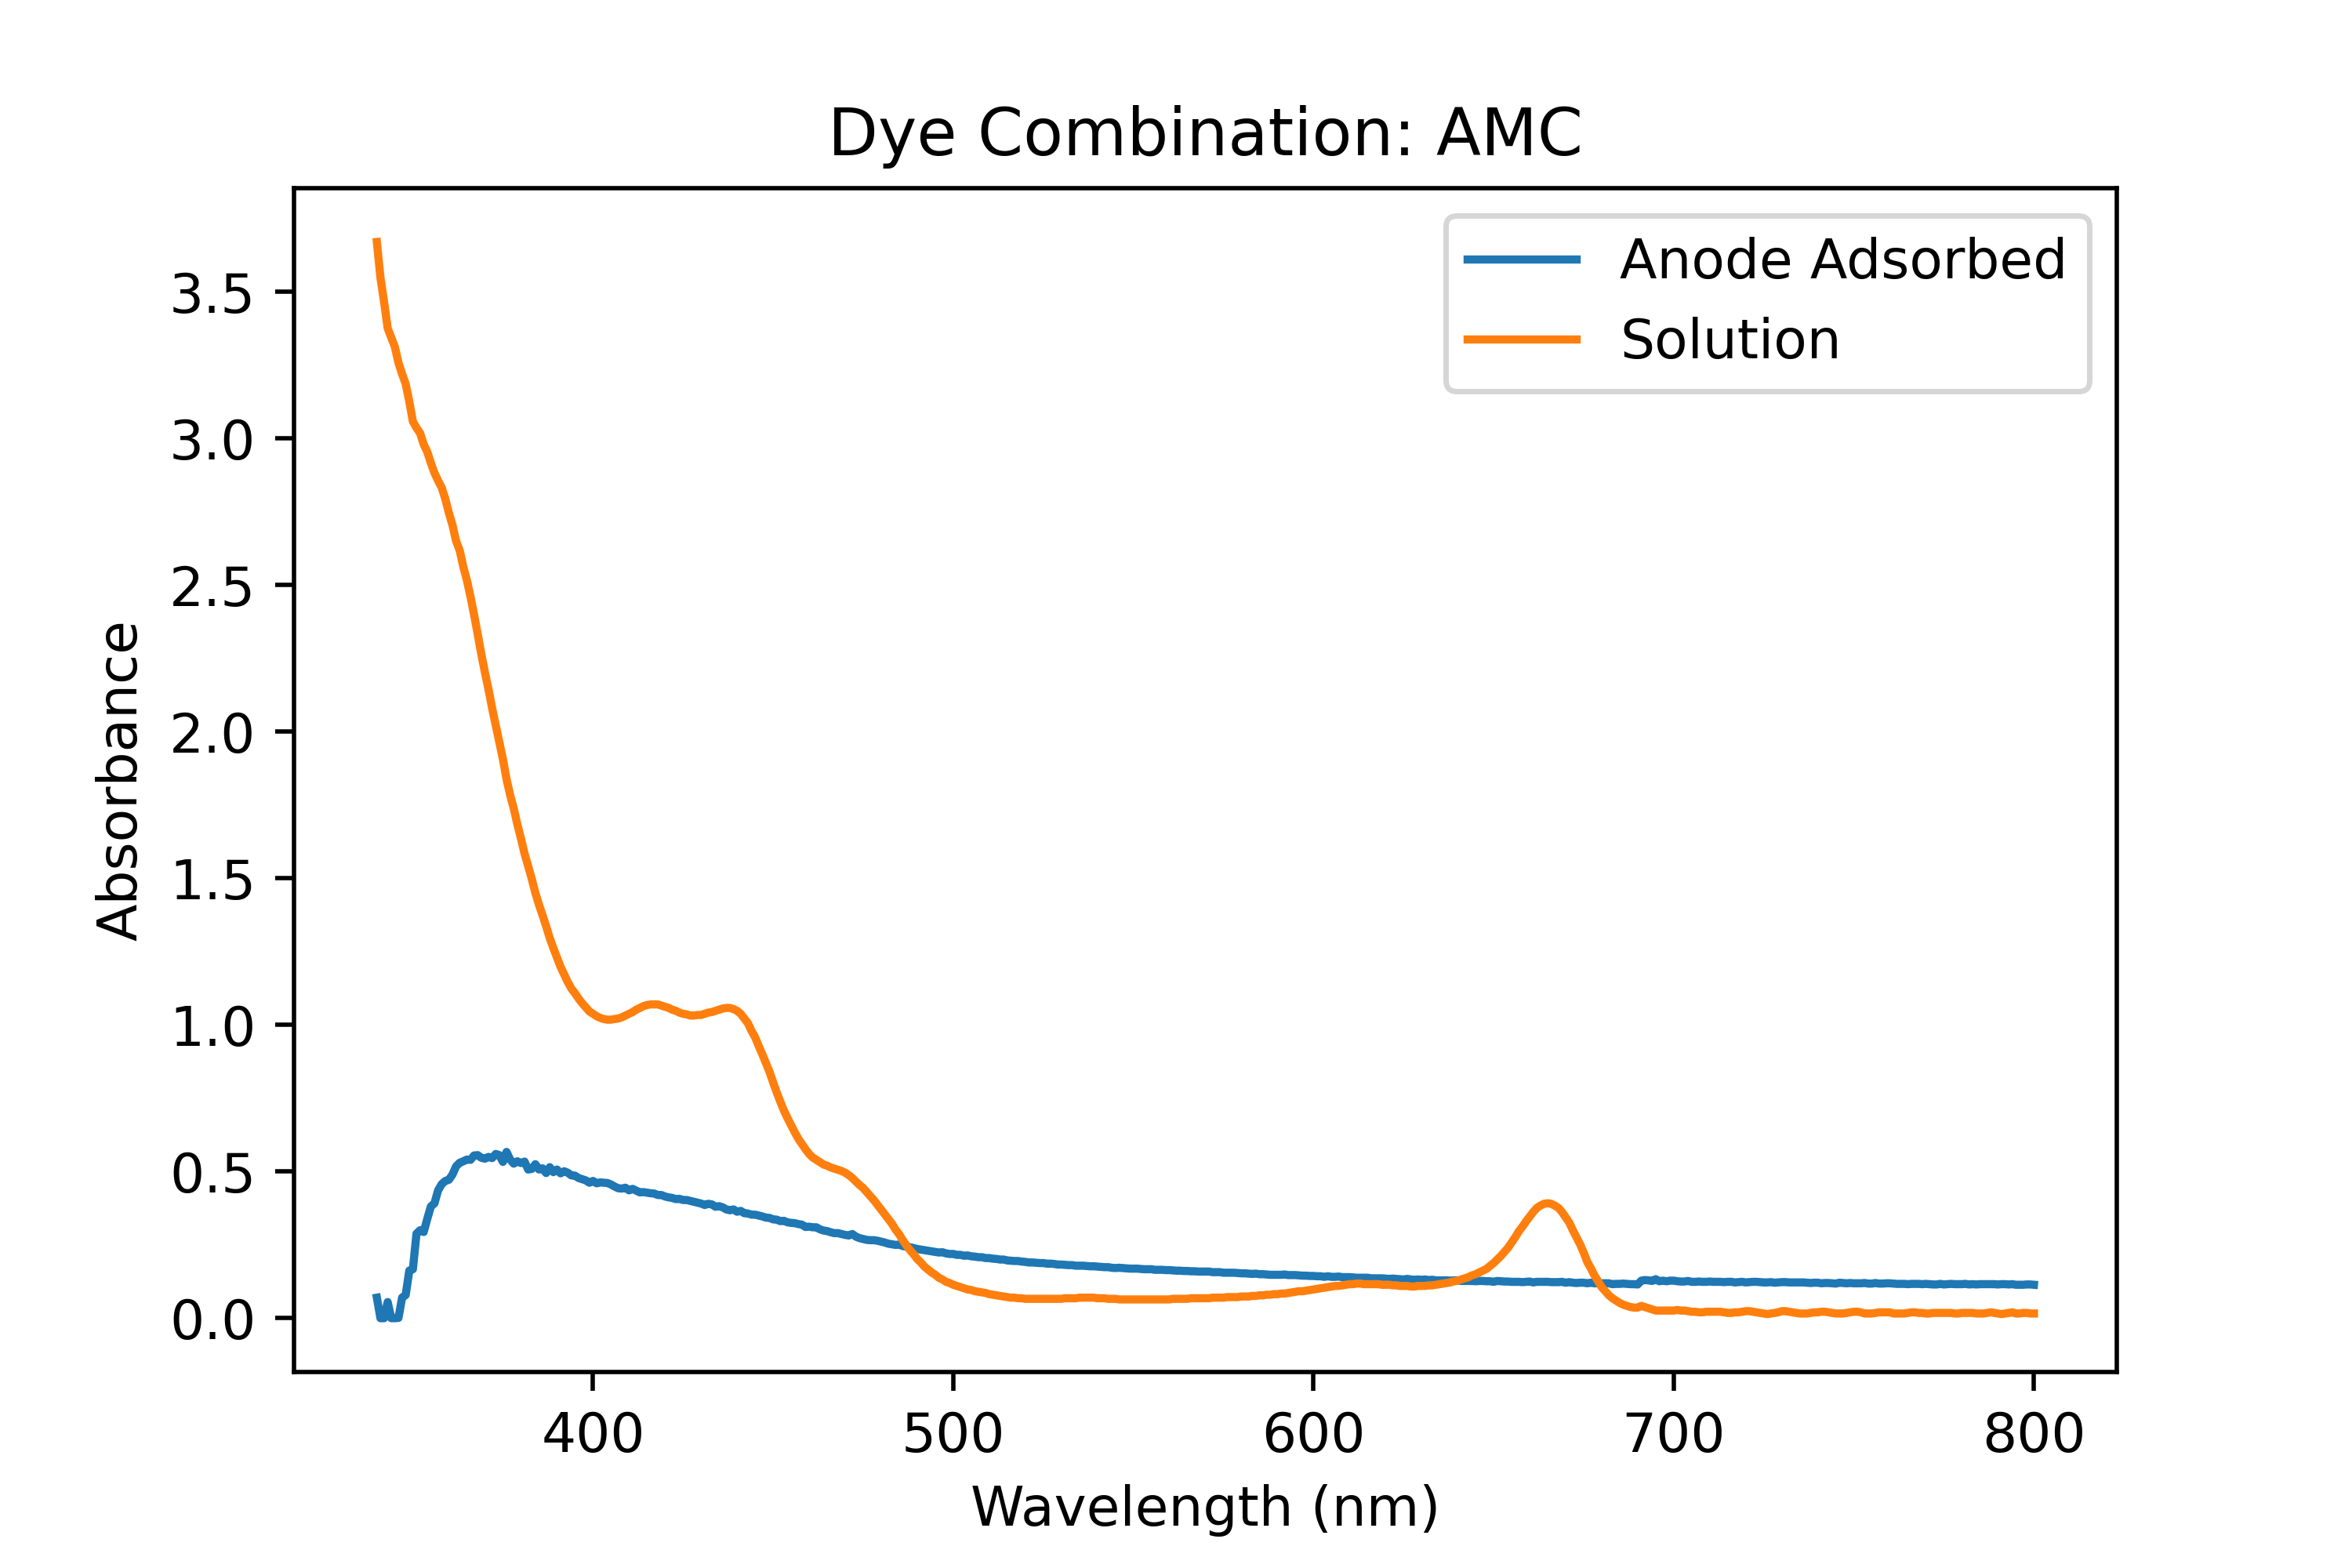 Dye Combination: AMC
Anode Adsorbed
Solution
Absorbance
3.5
3.0
2.5
2.0
1.5
1.0
0.5
0.0
400 500 600 700 800
Wavelength (nm)